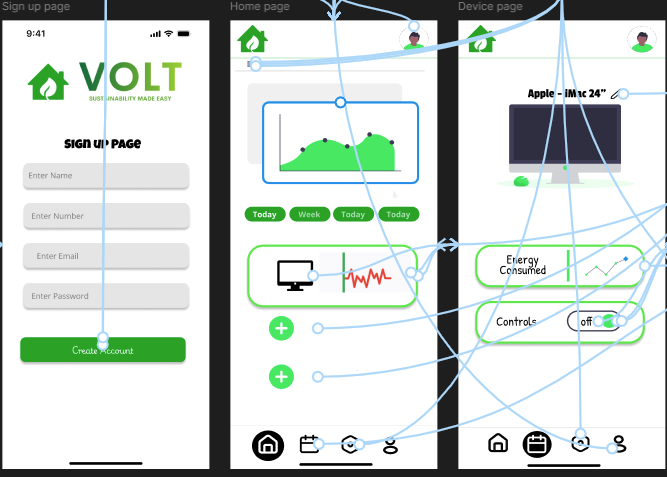 Sign up page
Home page
Device page
9:41
VOLT
SUSTAINABILITY MADE EASY
Sign up page
Enter Name
Enter Number
Enter Email
Enter Password
Create Account
Today
Week
Today
Today
Apple - iMac 24”
Energy
Consumed
Controls
off